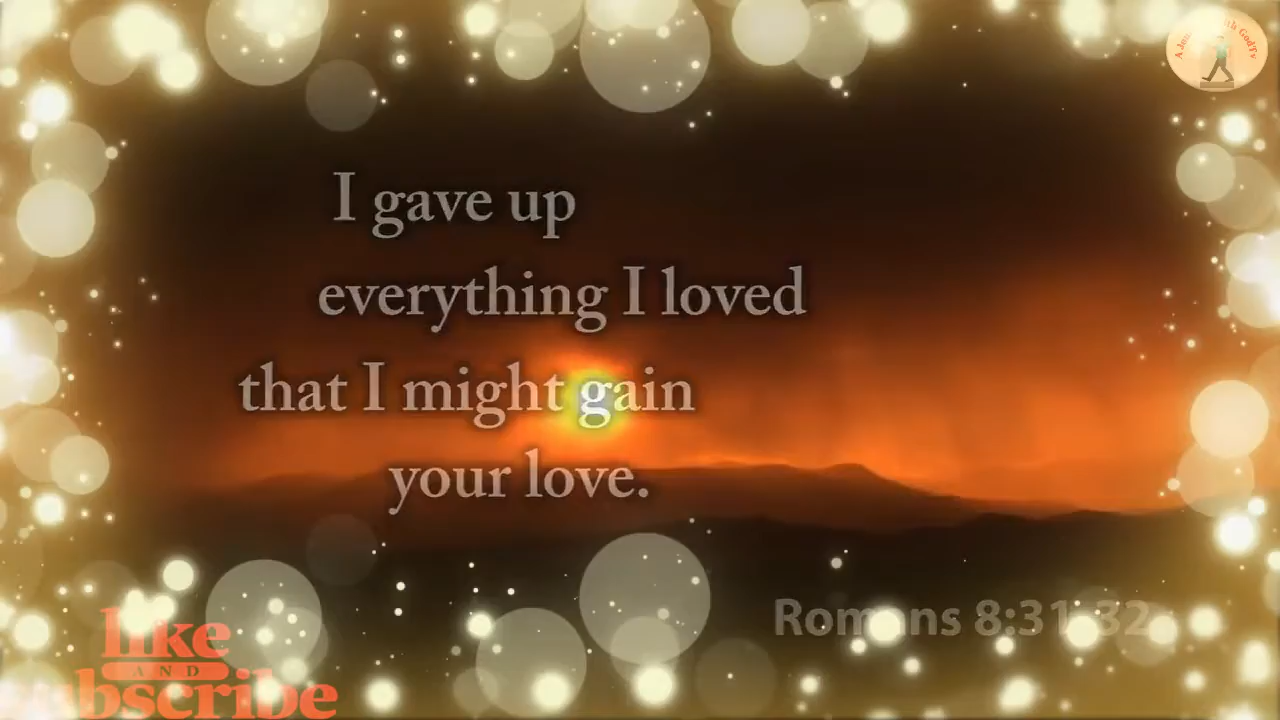 I gave up
everything I loved
that I might gain
your love.
Romans 8:31-32
like
AND
subscribe